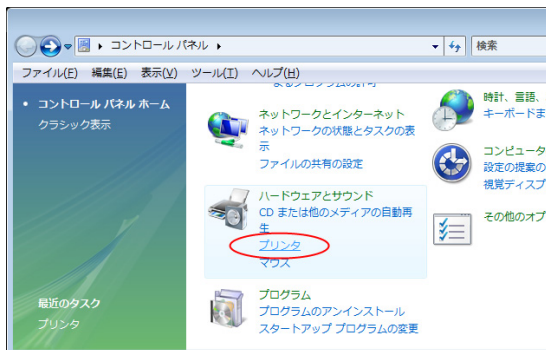 コントロール パネル
検索
ファイル(F) 編集(E) 表示(V) ツール(T) ヘルプ(H)
コントロール パネル ホーム
クラシック表示
最近のタスク
プリンタ
ネットワークとインターネット
ネットワークの状態とタスクの表
示
ファイルの共有の設定
ハードウェアとサウンド
CD または他のメディアの自動再
生
プリンタ
マウス
プログラム
プログラムのアンインストール
スタートアップ プログラムの変更
時計、言語、
キーボードま
コンピュータ
設定の提案の
視覚ディスプ
その他のオプ